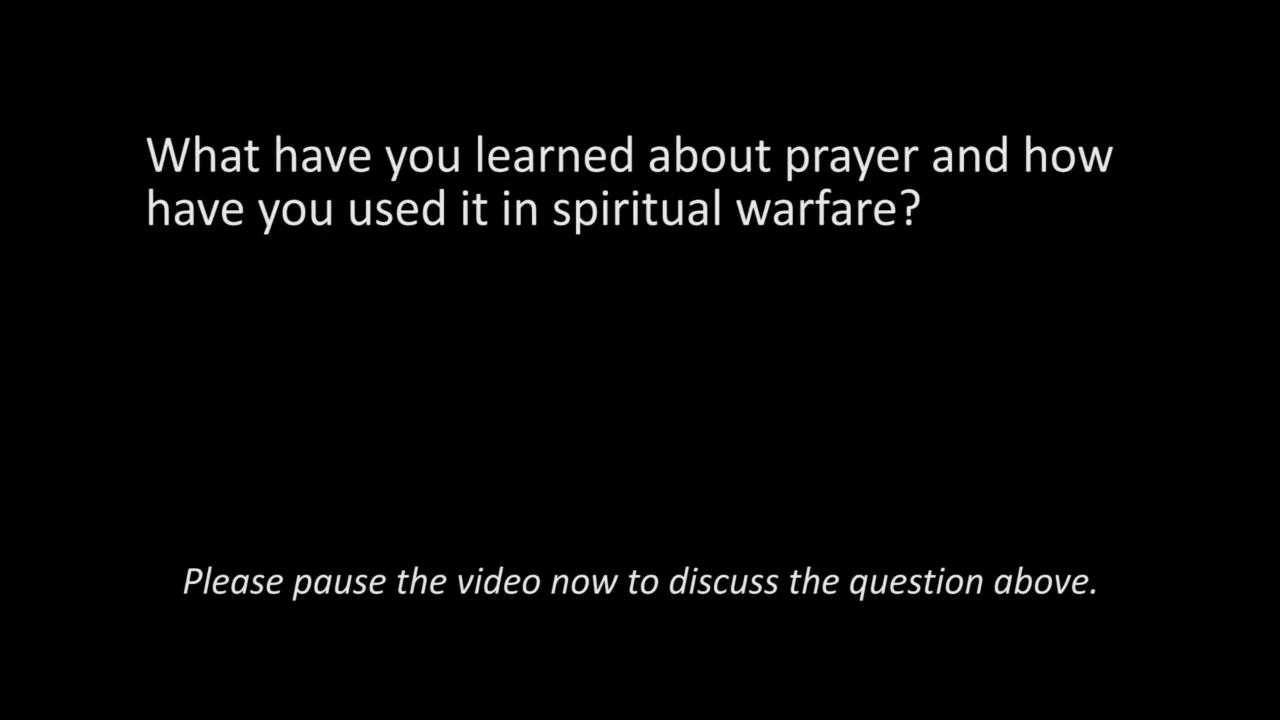 What have you learned about prayer and how
have you used it in spiritual warfare?
Please pause the video now to discuss the question above.